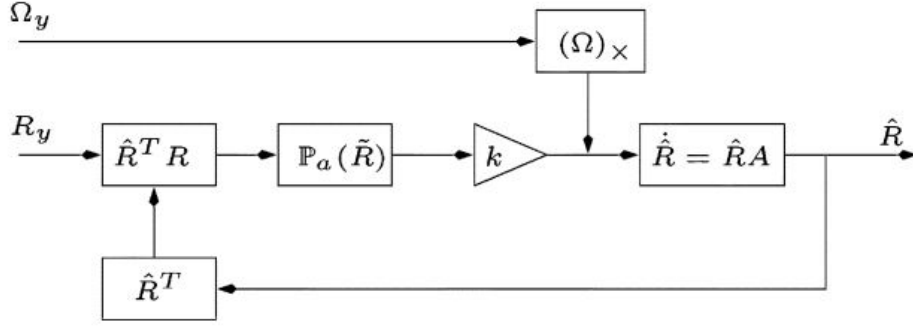 Ω_y
(Ω)_×
R_y
R̂^T R
ℙ_a(R̃)
k
Ṙ̂ = R̂A
R̂
R̂^T